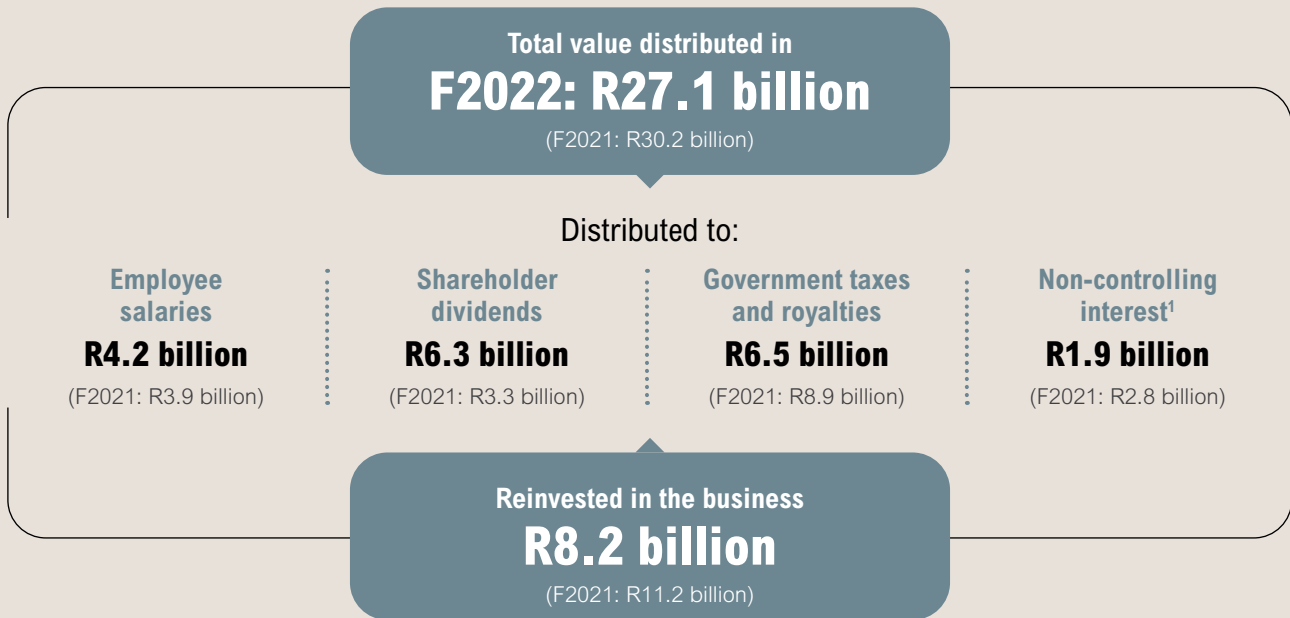 Total value distributed in
F2022: R27.1 billion
(F2021: R30.2 billion)
Distributed to:
Employee
salaries
R4.2 billion
(F2021: R3.9 billion)
Shareholder
dividends
R6.3 billion
(F2021: R3.3 billion)
Government taxes
and royalties
R6.5 billion
(F2021: R8.9 billion)
Non-controlling
interest¹
R1.9 billion
(F2021: R2.8 billion)
Reinvested in the business
R8.2 billion
(F2021: R11.2 billion)